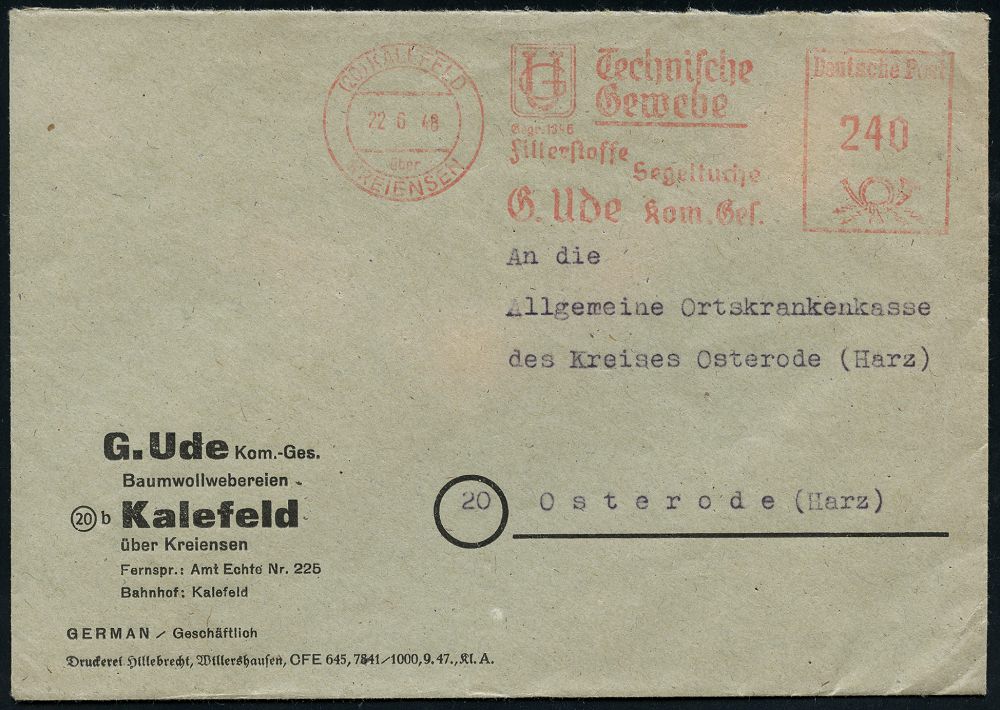 (20) KALEFELD
22.6.48
über
KREIENSEN
Technische
Gewebe
Gegr. 1946
Filterstoffe
Segeltuche
G. Ude Kom. Ges.
Deutsche Post
240
An die
Allgemeine Ortskrankenkasse
des Kreises Osterode (Harz)
20 Osterode (Harz)
G. Ude Kom.-Ges.
Baumwollwebereien
20 b Kalefeld
über Kreiensen
Fernspr.: Amt Echte Nr. 225
Bahnhof: Kalefeld
GERMAN / Geschäftlich
Druckerei Hillebrecht, Willershausen, CFE 645, 7841/1000, 9. 47., Kl. A.